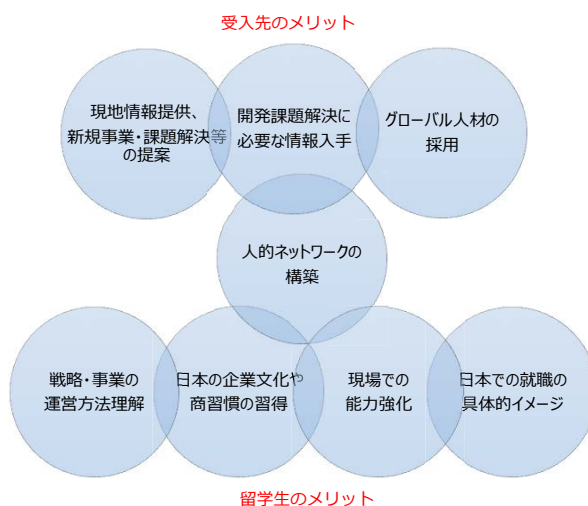 受入先のメリット
現地情報提供、
新規事業・課題解決等
の提案
開発課題解決に
必要な情報入手
グローバル人材の
採用
人的ネットワークの
構築
戦略・事業の
運営方法理解
日本の企業文化や
商習慣の習得
現場での
能力強化
日本での就職の
具体的イメージ
留学生のメリット